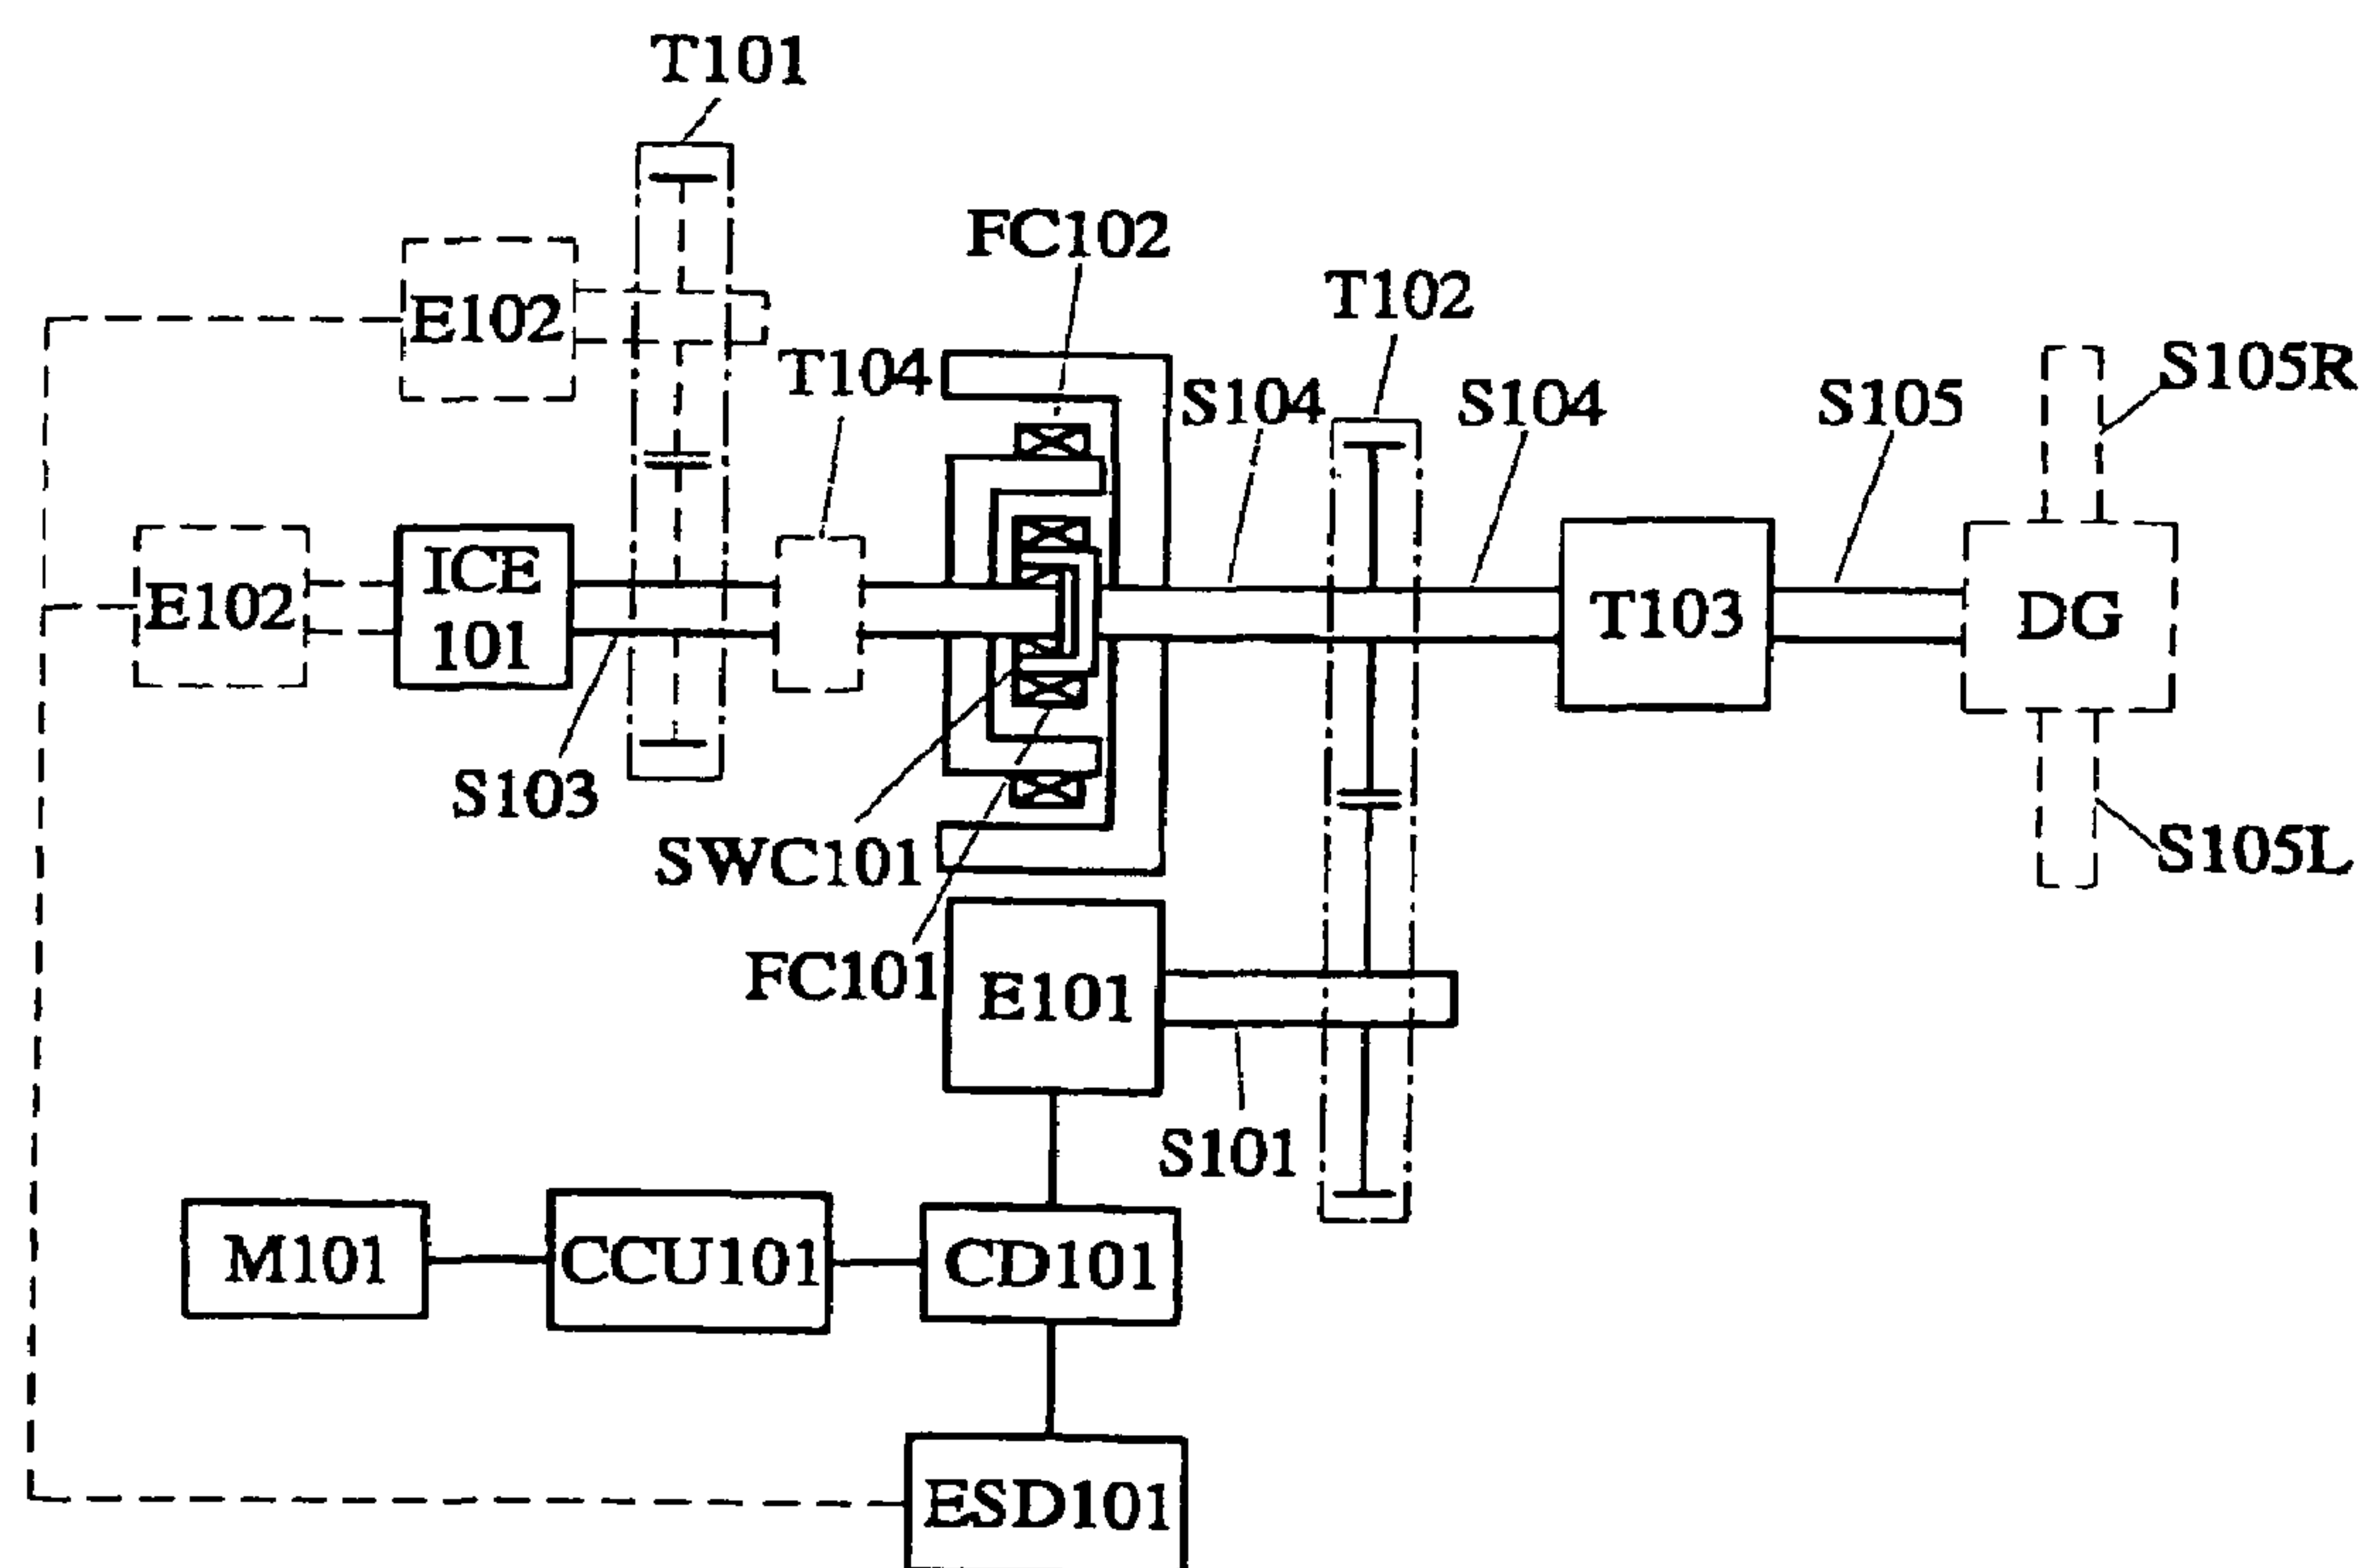 T101
FC102
E102
T102
T104
S104
S104
S105
S105R
E102
ICE
101
T103
DG
S103
SWC101
S105L
FC101
E101
S101
M101
CCU101
CD101
ESD101